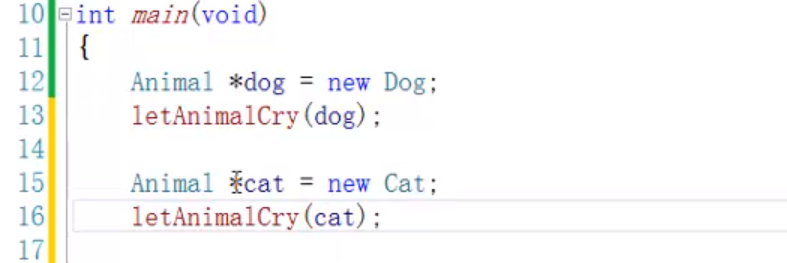 10 int main(void)
11 {
12 Animal *dog = new Dog;
13 letAnimalCry(dog);
14
15 Animal *cat = new Cat;
16 letAnimalCry(cat);
17